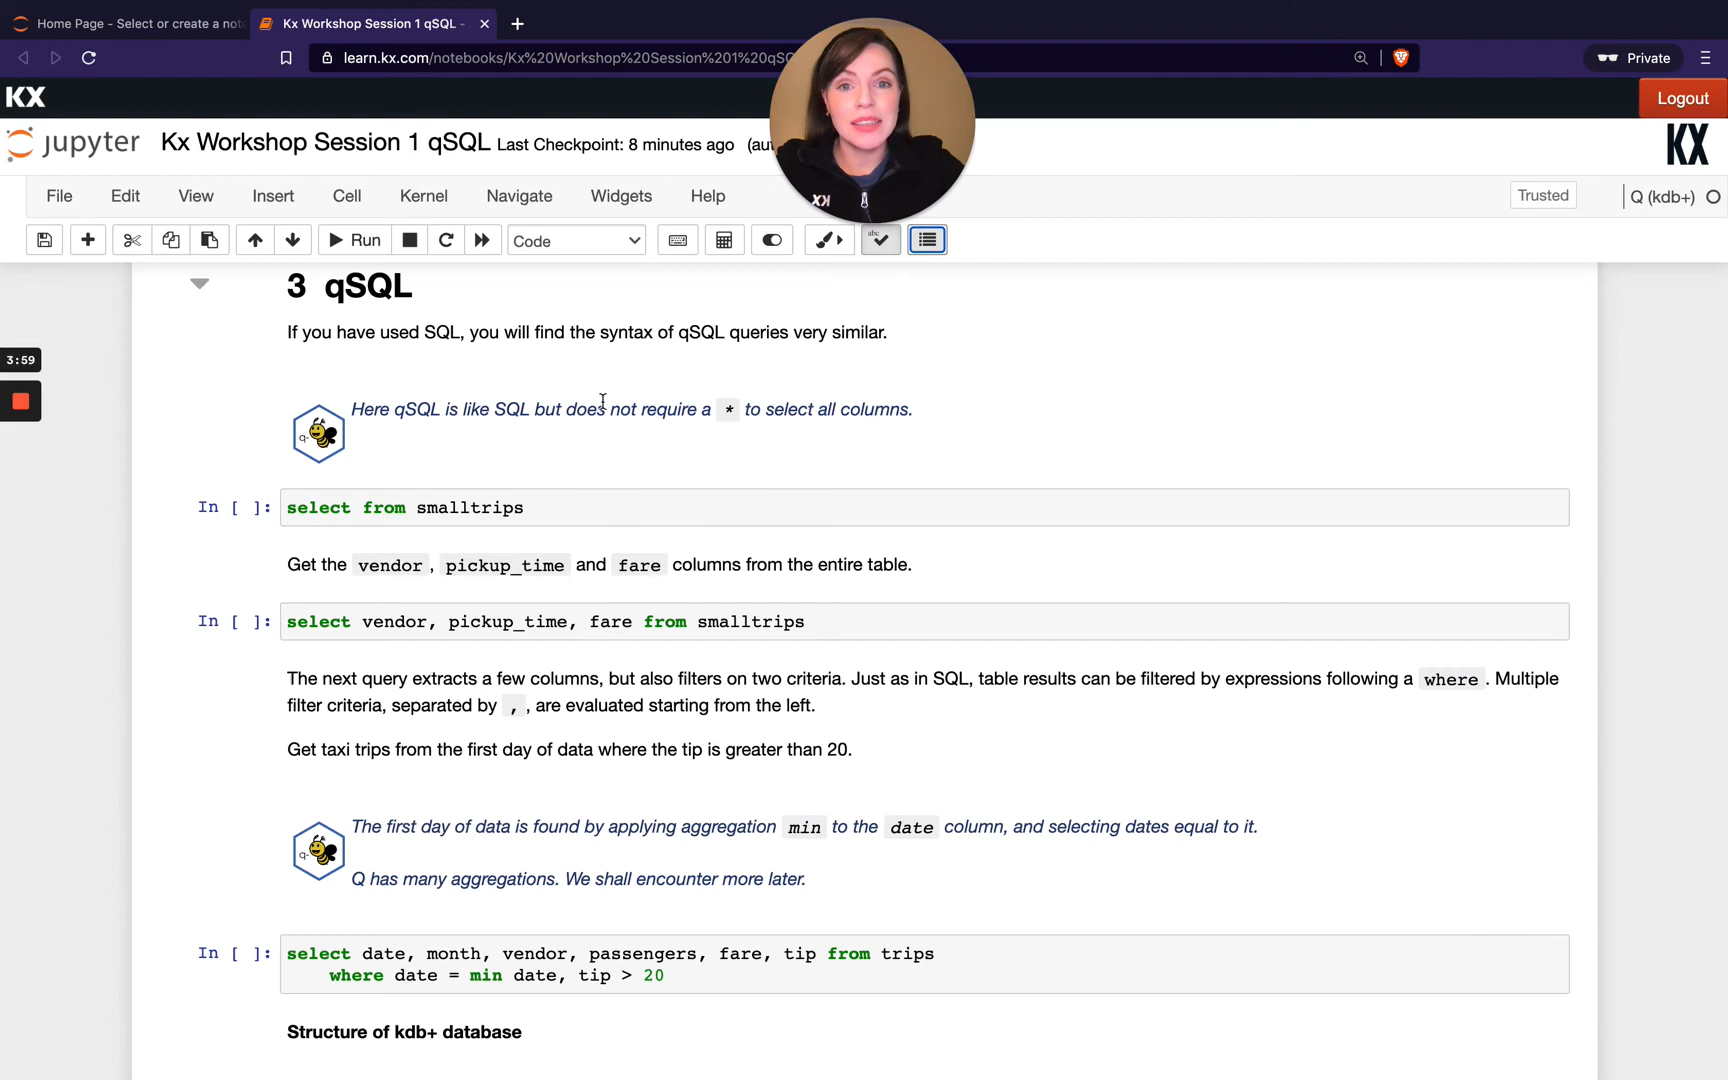 Home Page - Select or create a not
Kx Workshop Session 1 qSQL -
learn.kx.com/notebooks/Kx%20Workshop%20Session%201%20qSQ
Private
KX
Logout
jupyter Kx Workshop Session 1 qSQL Last Checkpoint: 8 minutes ago (au
KX
File Edit View Insert Cell Kernel Navigate Widgets Help
Trusted
Q (kdb+)
Run
Code
abc
KX
3:59
3 qSQL
If you have used SQL, you will find the syntax of qSQL queries very similar.
q-
Here qSQL is like SQL but does not require a * to select all columns.
In [ ]: select from smalltrips
Get the vendor, pickup_time and fare columns from the entire table.
In [ ]: select vendor, pickup_time, fare from smalltrips
The next query extracts a few columns, but also filters on two criteria. Just as in SQL, table results can be filtered by expressions following a where. Multiple
filter criteria, separated by , , are evaluated starting from the left.
Get taxi trips from the first day of data where the tip is greater than 20.
q-
The first day of data is found by applying aggregation min to the date column, and selecting dates equal to it.
Q has many aggregations. We shall encounter more later.
In [ ]: select date, month, vendor, passengers, fare, tip from trips
where date = min date, tip > 20
Structure of kdb+ database